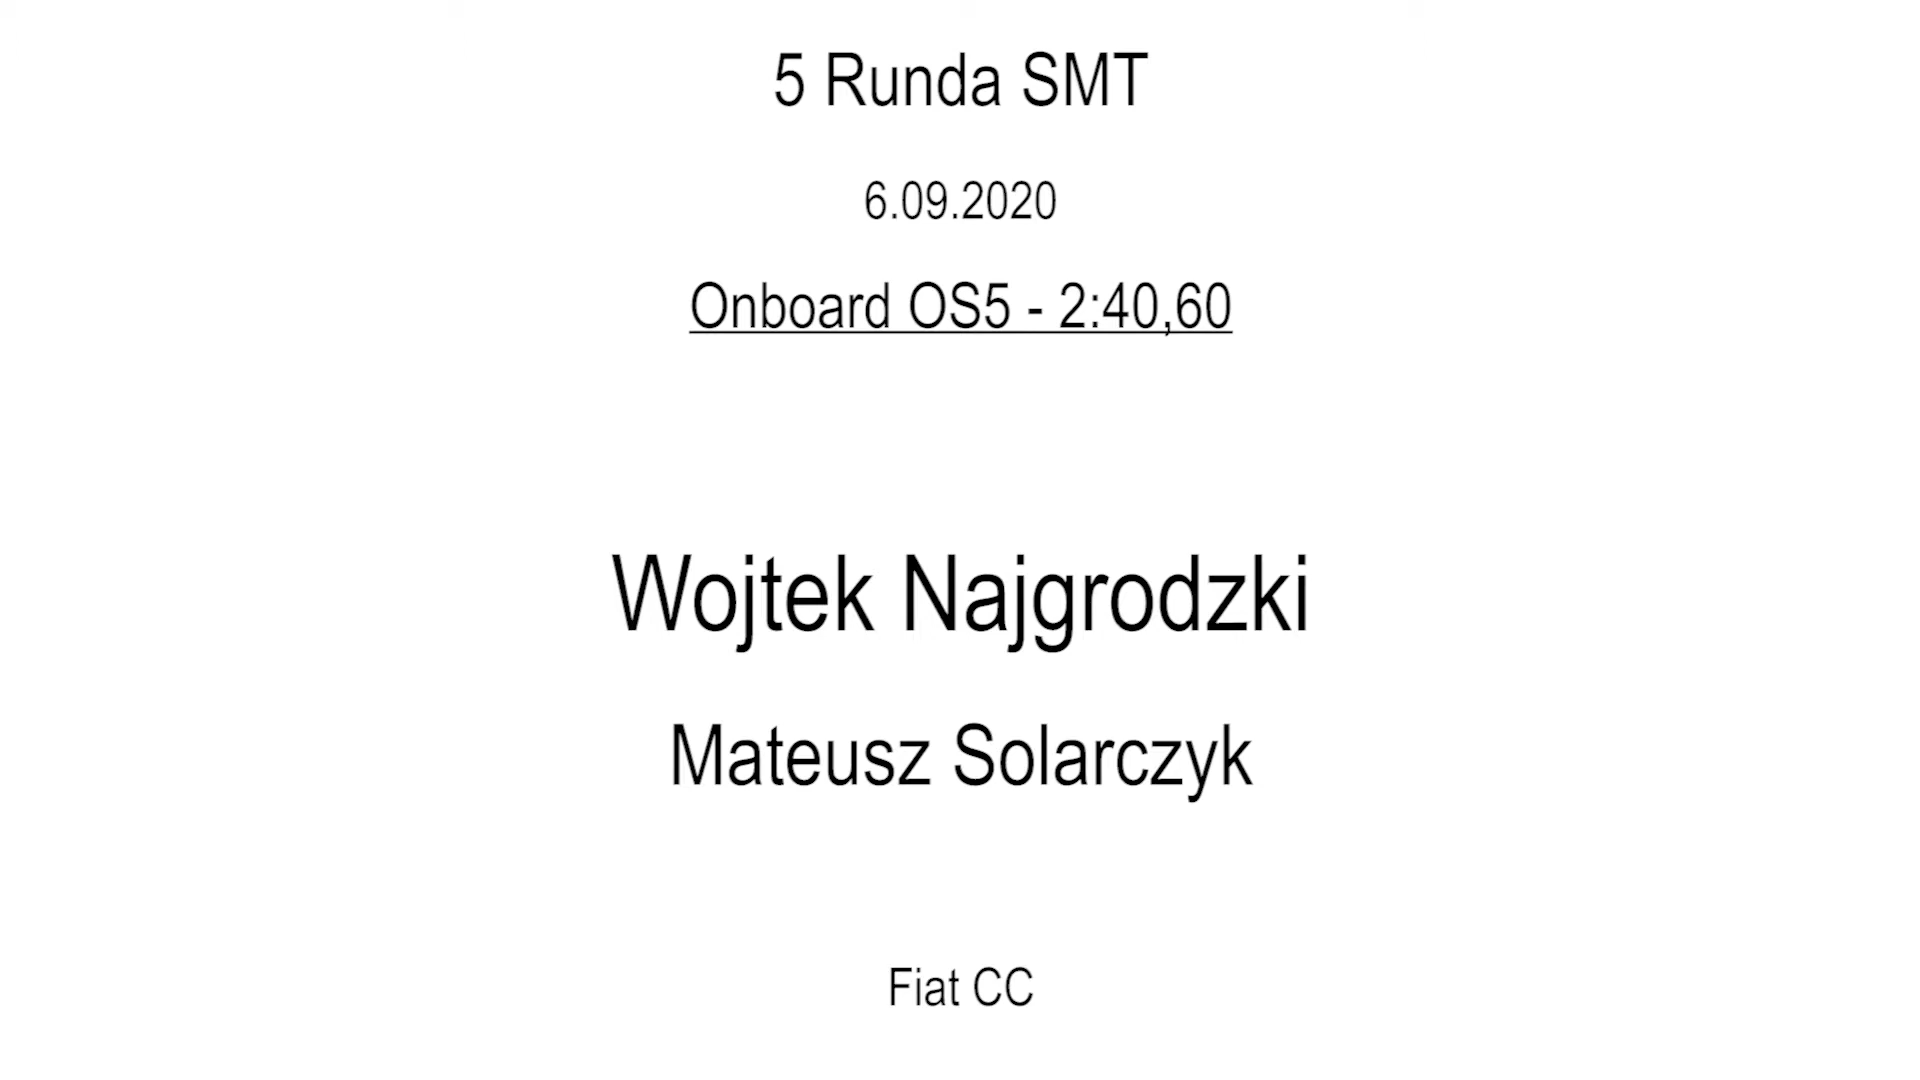 5 Runda SMT
6.09.2020
Onboard OS5 - 2:40,60
Wojtek Najgrodzki
Mateusz Solarczyk
Fiat CC